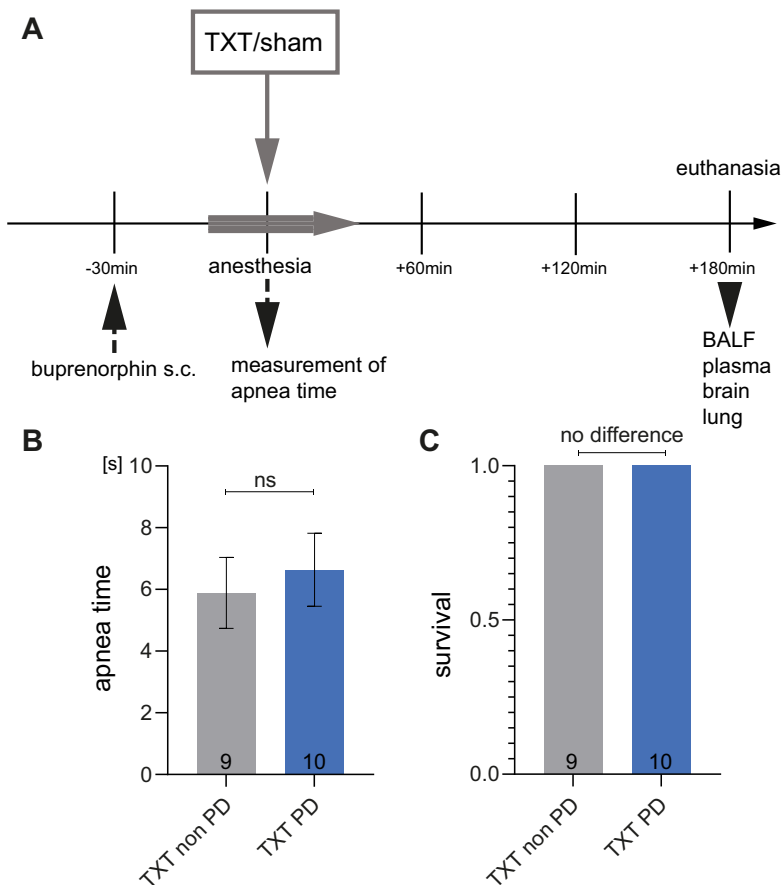 A
TXT/sham
euthanasia
-30min
anesthesia
+60min
+120min
+180min
buprenorphin s.c.
measurement of
apnea time
BALF
plasma
brain
lung
B
[s]
10
8
6
4
2
0
apnea time
ns
9
10
TXT non PD
TXT PD
C
no difference
1.0
0.5
0.0
survival
9
10
TXT non PD
TXT PD